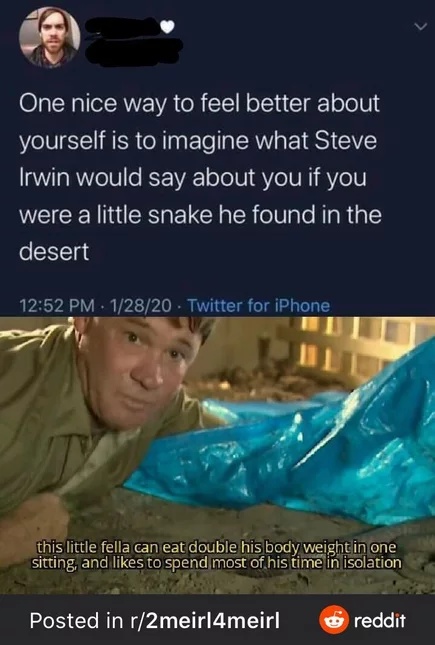 One nice way to feel better about
yourself is to imagine what Steve
Irwin would say about you if you
were a little snake he found in the
desert
12:52 PM · 1/28/20 · Twitter for iPhone
this little fella can eat double his body weight in one
sitting, and likes to spend most of his time in isolation
Posted in r/2meirl4meirl reddit